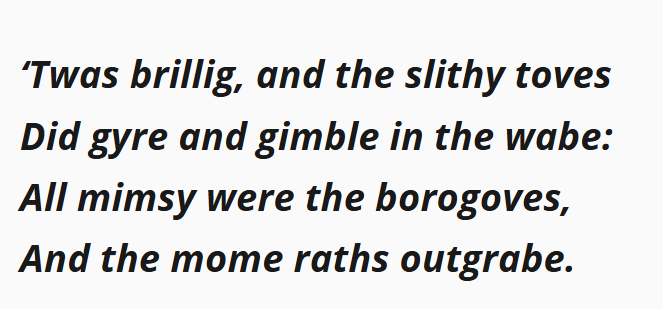 ‘Twas brillig, and the slithy toves
Did gyre and gimble in the wabe:
All mimsy were the borogoves,
And the mome raths outgrabe.